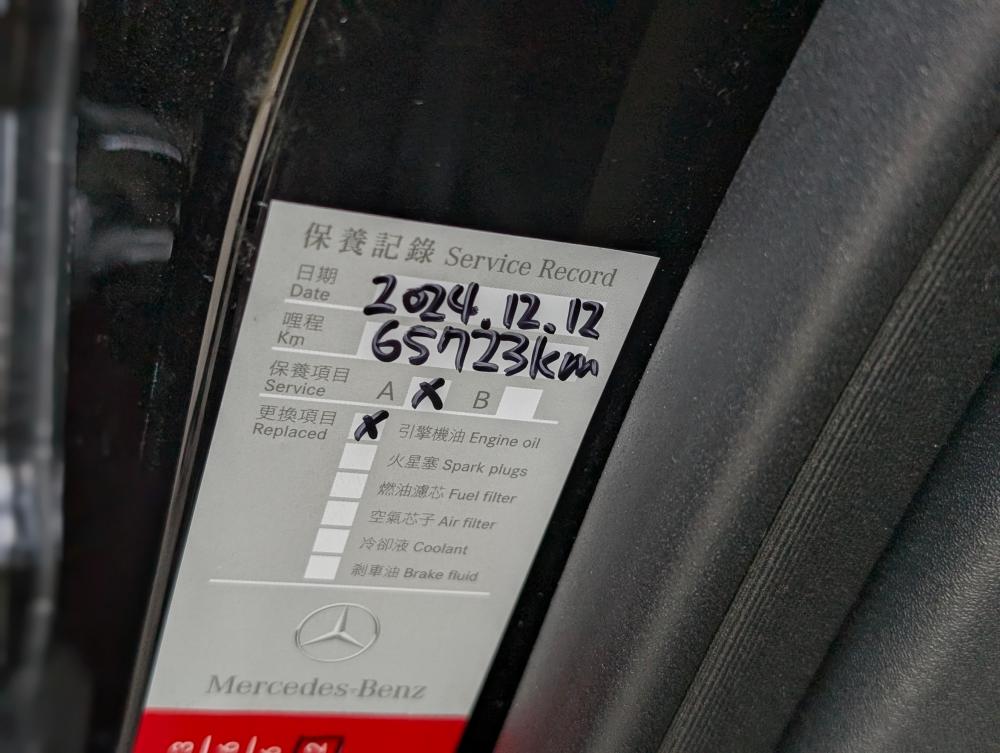 保養記錄 Service Record
日期 Date 2024.12.12
哩程 Km 65723km
保養項目 Service A X B
更換項目 Replaced X 引擎機油 Engine oil
火星塞 Spark plugs
燃油濾芯 Fuel filter
空氣芯子 Air filter
冷卻液 Coolant
剎車油 Brake fluid
Mercedes-Benz